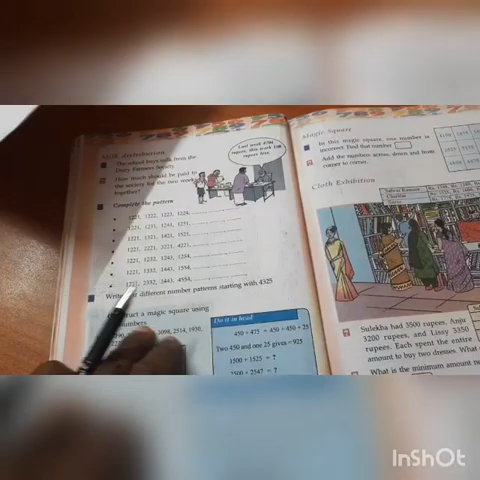 Milk distribution
The school buys milk from the
Dairy Farmers Society.
How much should be paid to
the society for the two weeks
together?
Last week 4780
rupees, this week
rupees less
Complete the pattern
1221, 1222, 1223, 1224,
1221, 1231, 1241, 1251,
1221, 1321, 1421, 1521,
1221, 2221, 3221, 4221,
1221, 1232, 1243, 1254,
1221, 1332, 1443, 1554,
1221, 2332, 3443, 4554,
Write different number patterns starting with 4325
a magic square using
numbers
3098, 2514, 1930,
Do it in head
450 + 475 = 450 + 450 + 25
Two 450 and one 25 gives = 925
1500 + 1525 = ?
2500 + 2547 = ?
Magic Square
In this magic square, one number is
incorrect. Find that number
Add the numbers across, down and from
corner to corner.
Cloth Exhibition
Sulekha had 3500 rupees. Anju
3200 rupees, and Lissy 3350
rupees. Each spent the entire
amount to buy two dresses. What
What is the minimum amount
InShOt